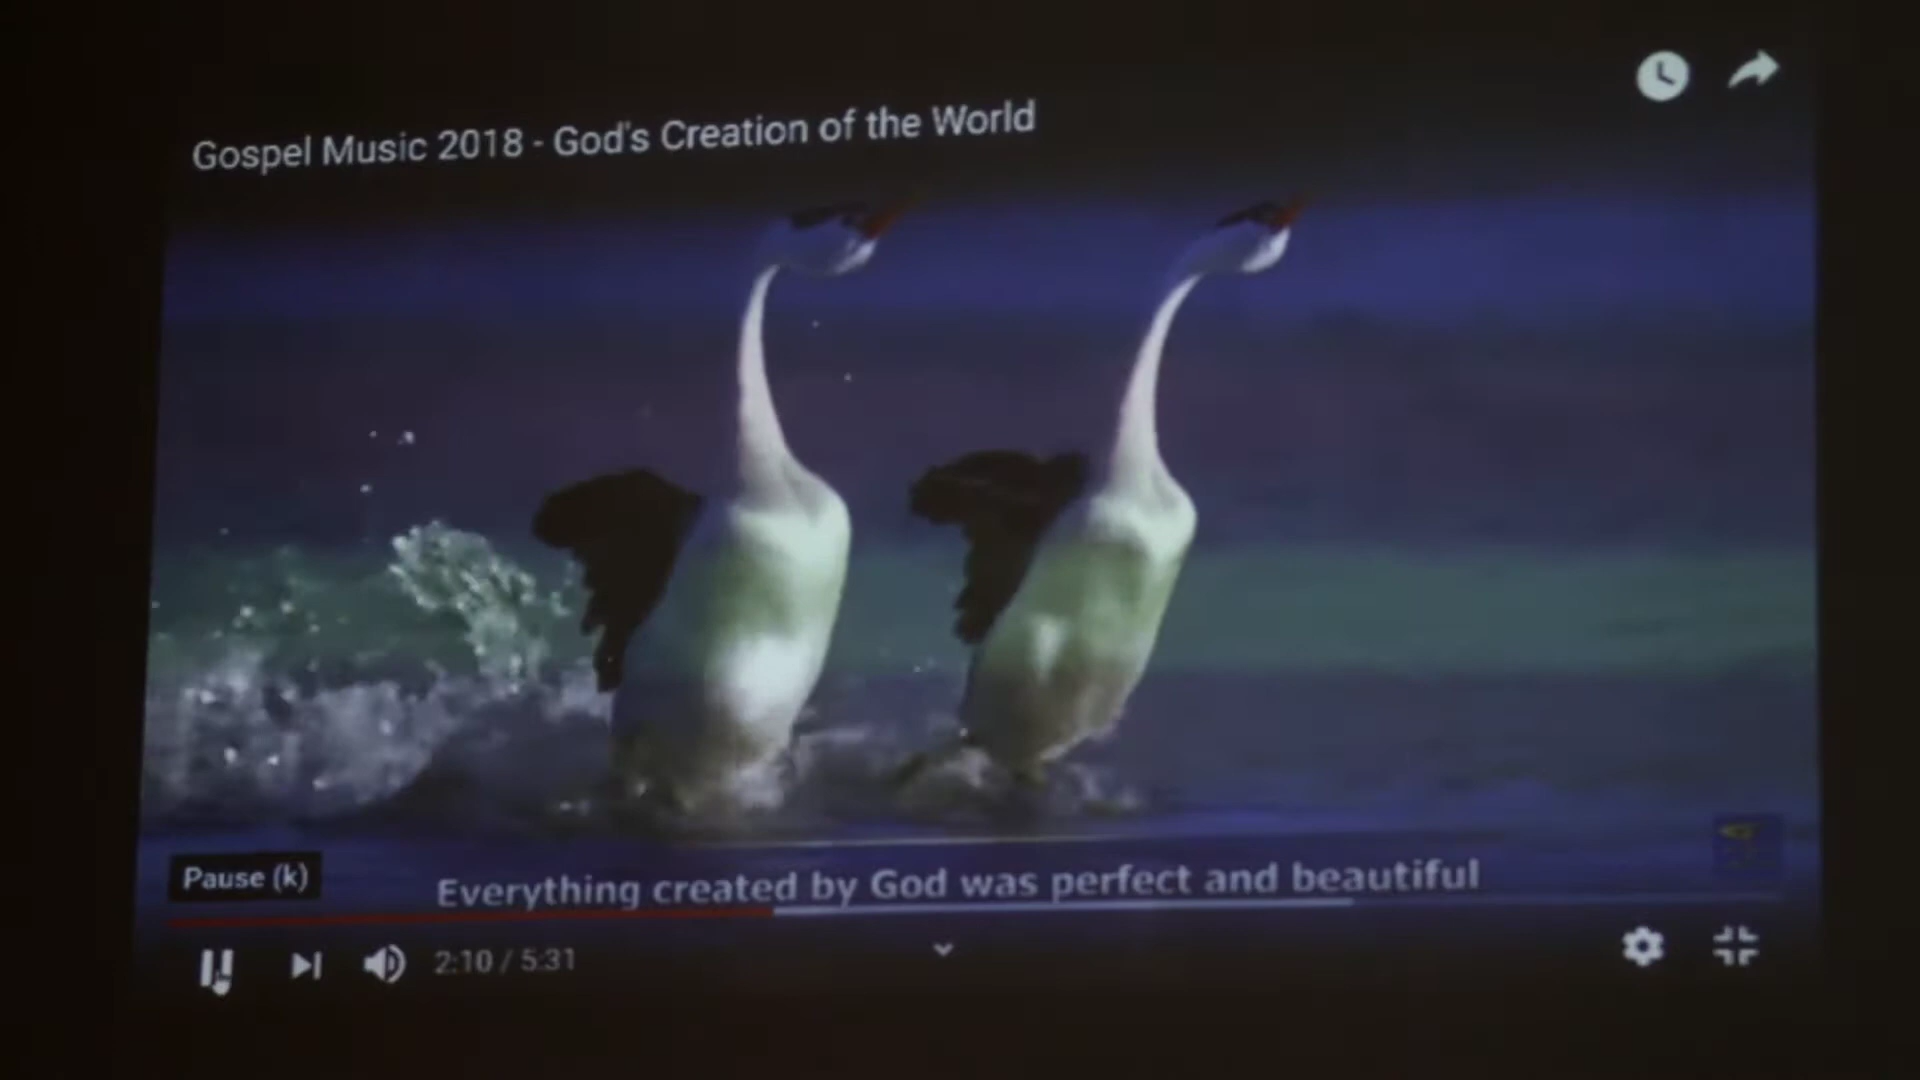 Gospel Music 2018 - God's Creation of the World
Everything created by God was perfect and beautiful
Pause (k)
2:10 / 5:31